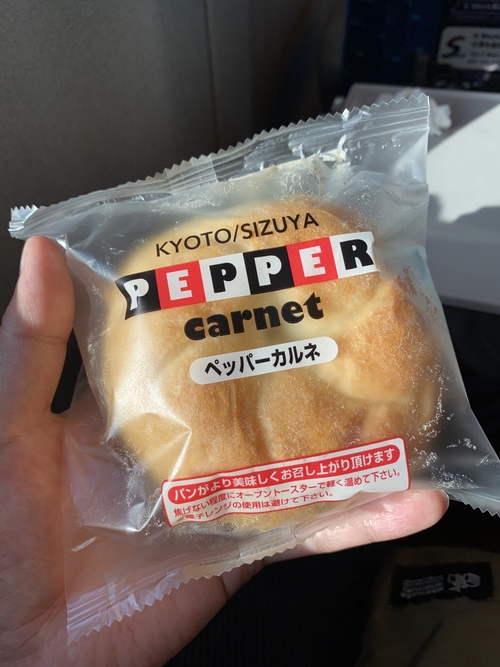 KYOTO/SIZUYA
PEPPER
carnet
ペッパーカルネ
パンがより美味しくお召し上がり頂けます
焦げない程度にオーブントースターで軽く温めて下さい。
電子レンジの使用は避けて下さい。